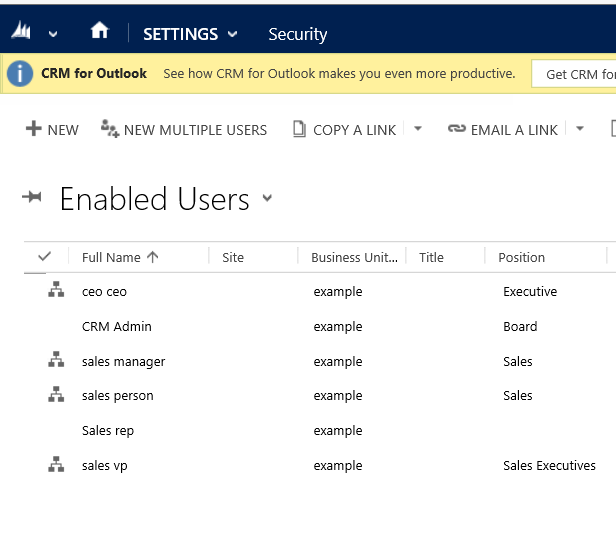 SETTINGS Security
CRM for Outlook See how CRM for Outlook makes you even more productive. Get CRM for
NEW NEW MULTIPLE USERS COPY A LINK EMAIL A LINK
Enabled Users
Full Name Site Business Unit... Title Position
ceo ceo example Executive
CRM Admin example Board
sales manager example Sales
sales person example Sales
Sales rep example
sales vp example Sales Executives